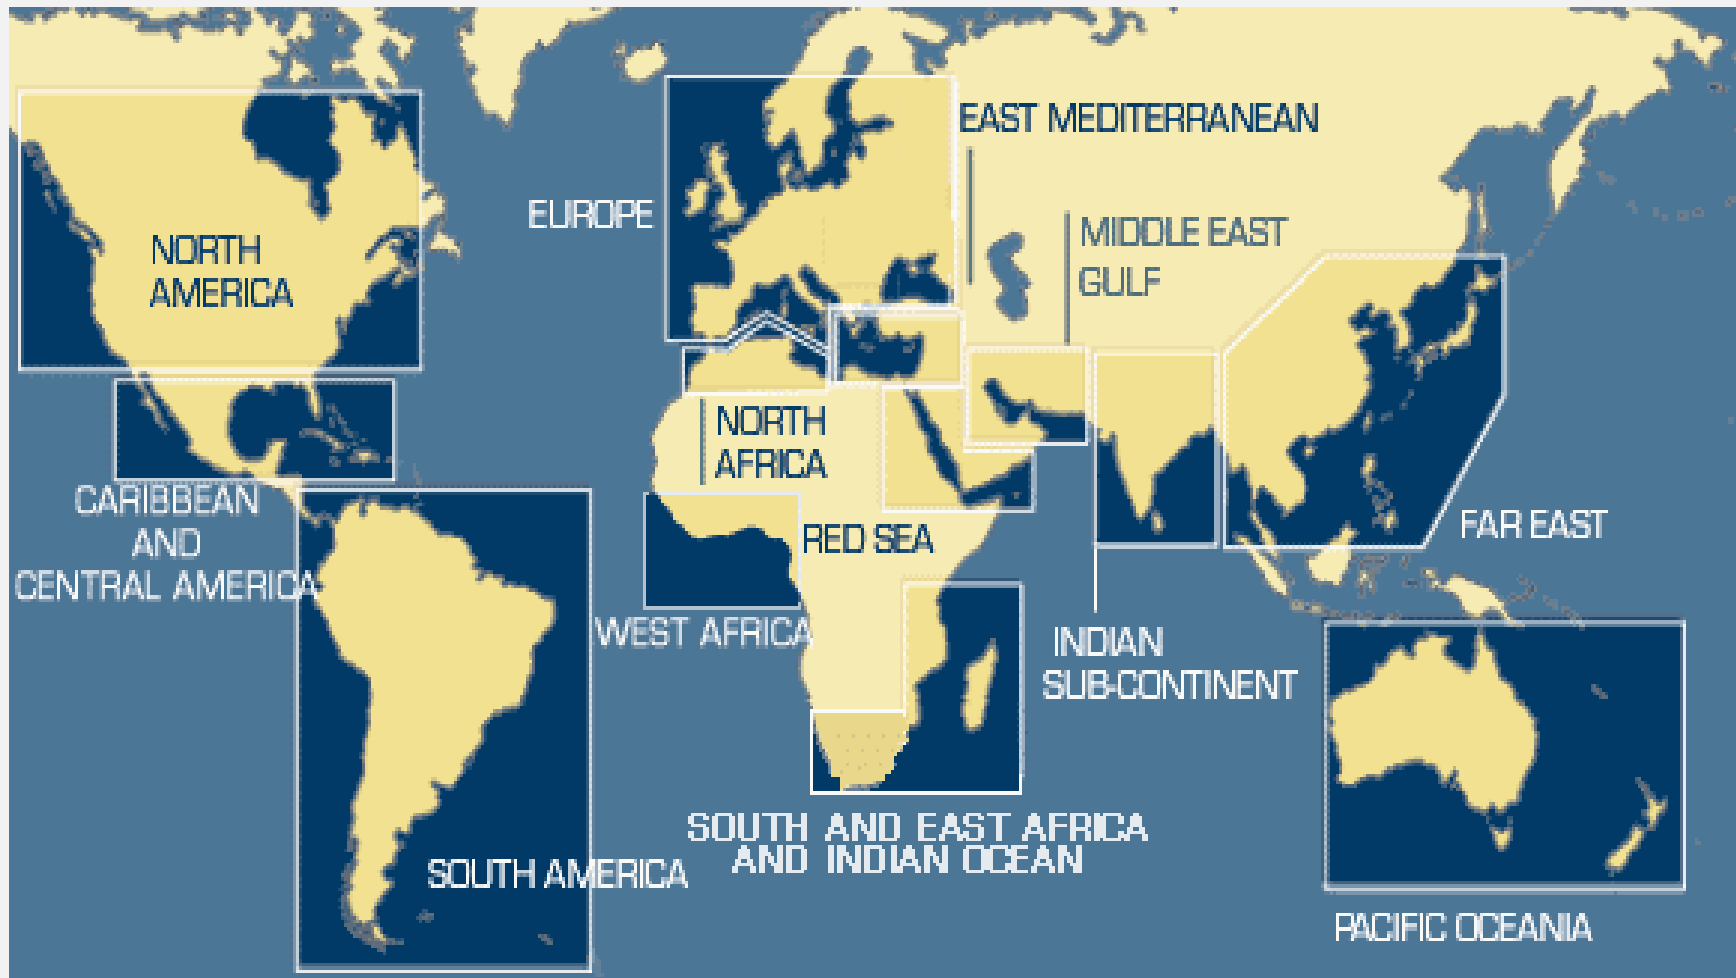 EAST MEDITERRANEAN
EUROPE
MIDDLE EAST
GULF
NORTH
AMERICA
NORTH
AFRICA
CARIBBEAN
AND
CENTRAL AMERICA
RED SEA
FAR EAST
WEST AFRICA
INDIAN
SUB-CONTINENT
SOUTH AND EAST AFRICA
AND INDIAN OCEAN
SOUTH AMERICA
PACIFIC OCEANIA